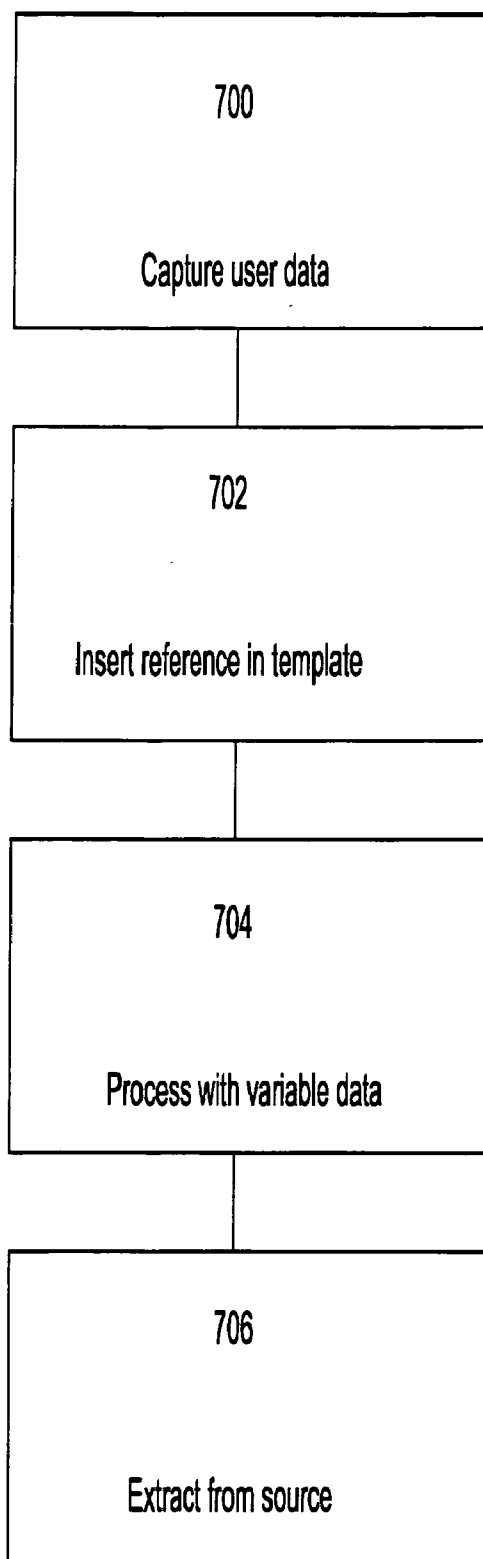 700
Capture user data
702
Insert reference in template
704
Process with variable data
706
Extract from source